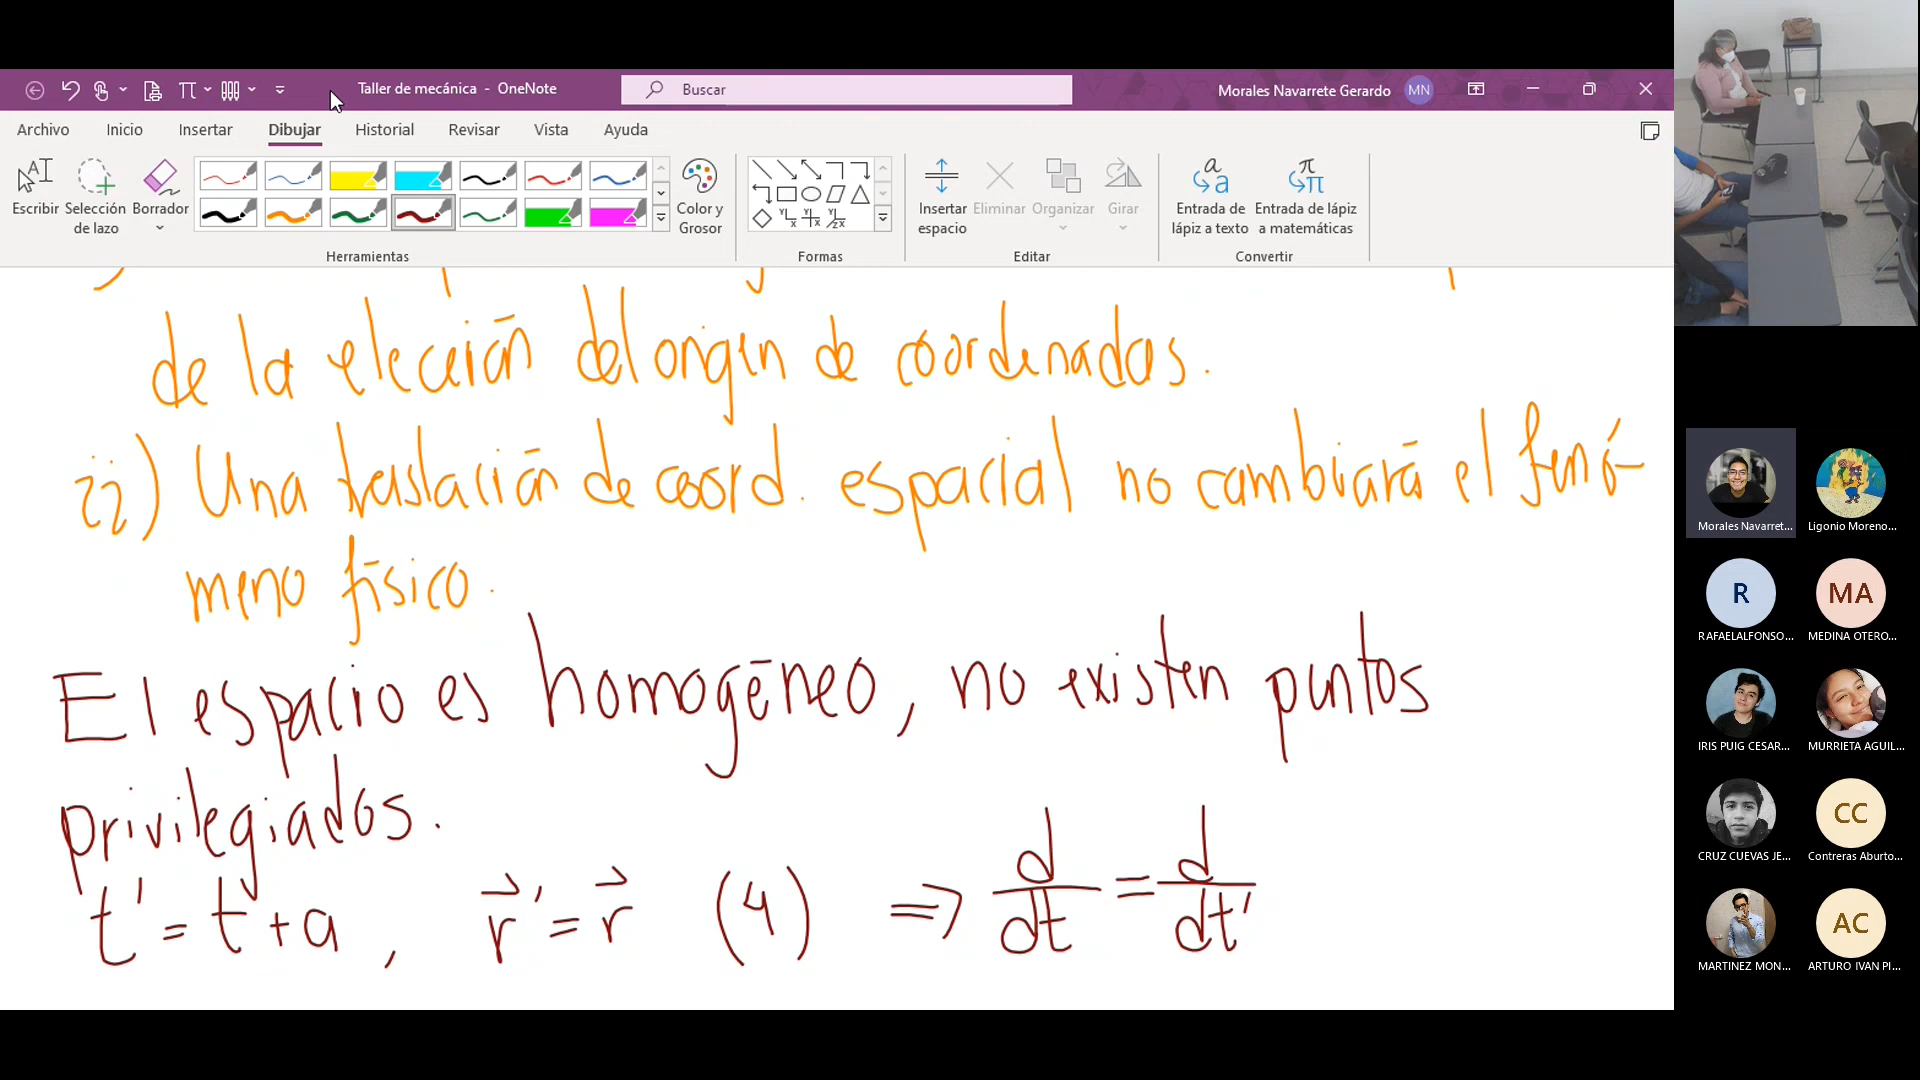 Taller de mecánica - OneNote
Buscar
Morales Navarrete Gerardo
MN
Archivo Inicio Insertar Dibujar Historial Revisar Vista Ayuda
Escribir
Selección de lazo
Borrador
Color y Grosor
Insertar espacio
Eliminar
Organizar
Girar
Entrada de lápiz a texto
Entrada de lápiz a matemáticas
Herramientas
Formas
Editar
Convertir
de la elección del origen de coordenadas.
ii) Una traslación de coord. espacial no cambiará el fenó-
meno físico.
El espacio es homogéneo, no existen puntos
privilegiados.
t' = t + a , r⃗' = r⃗ (4) ⇒ d/dt = d/dt'
Morales Navarret...
Ligonio Moreno...
R
RAFAELALFONSO...
MA
MEDINA OTERO...
IRIS PUIG CESAR...
MURRIETA AGUIL...
CRUZ CUEVAS JE...
CC
Contreras Aburto...
MARTINEZ MON...
AC
ARTURO IVAN PI...